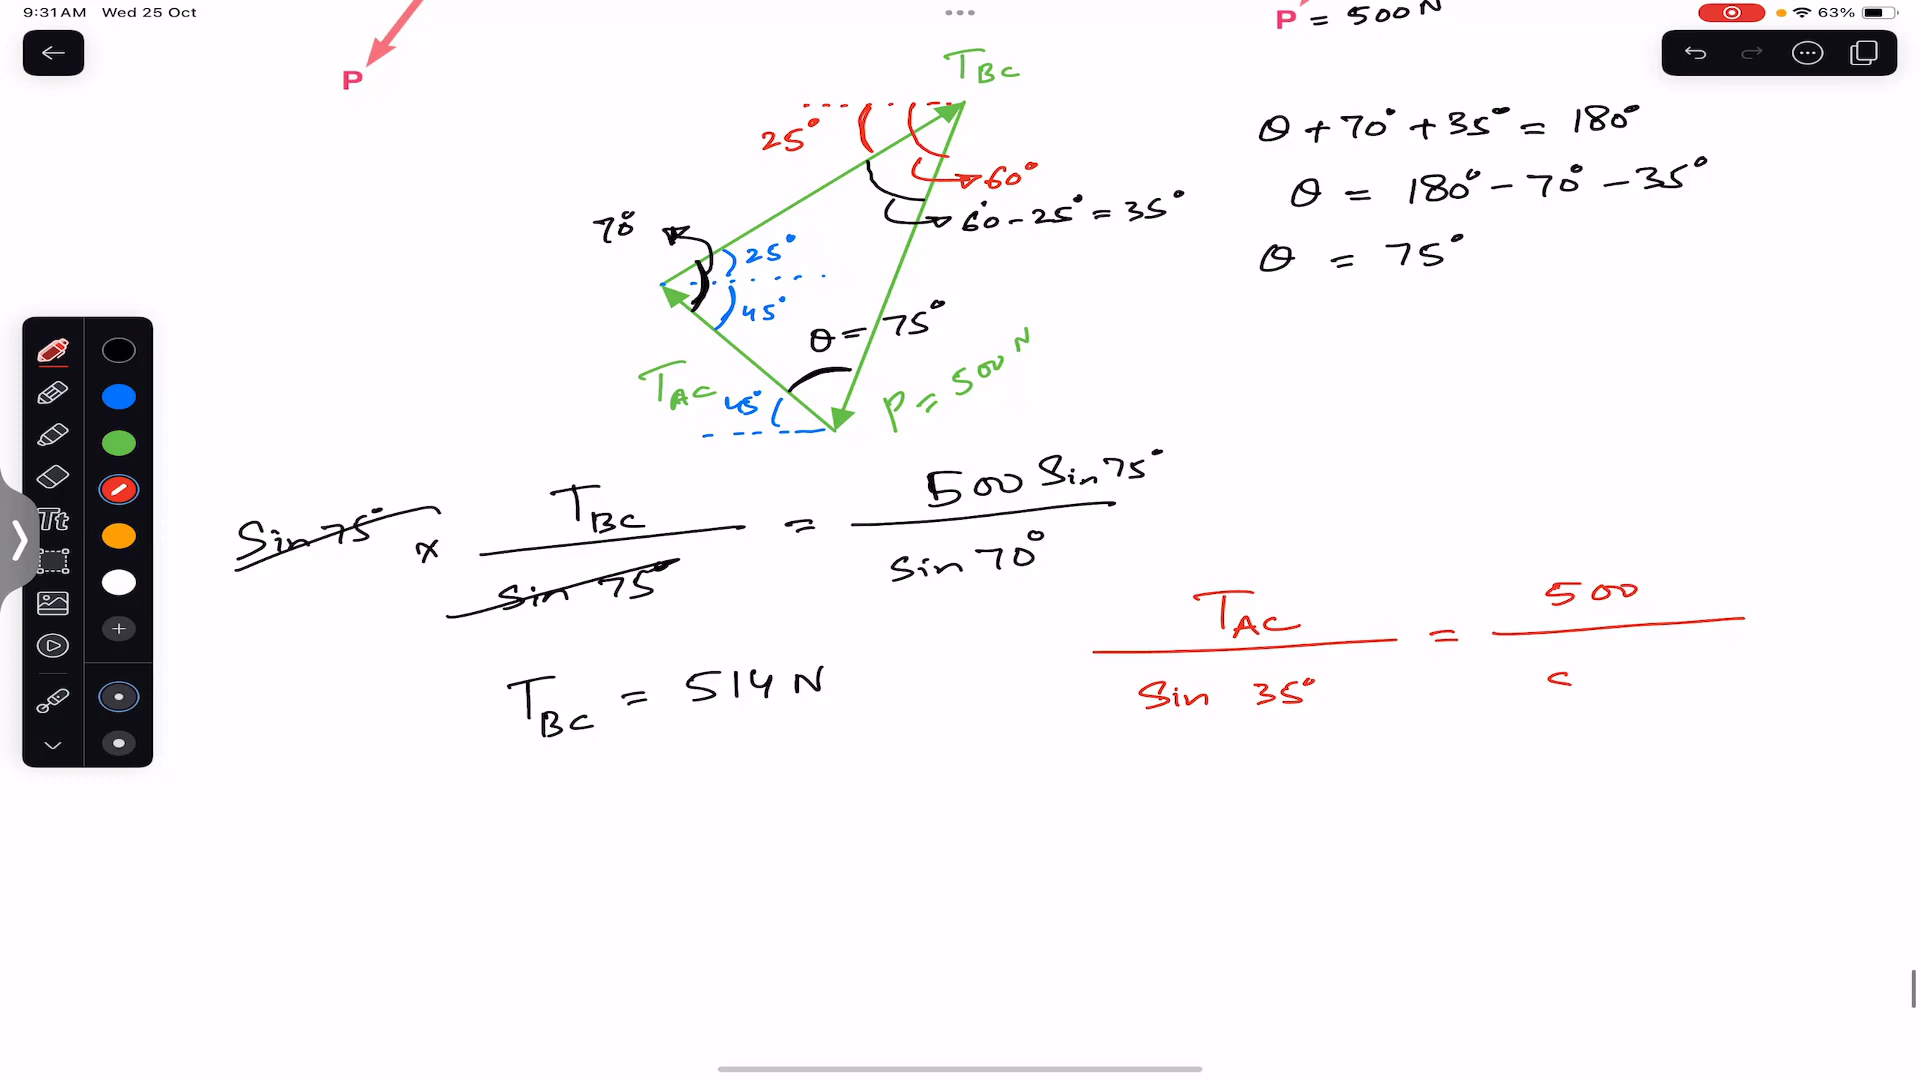 9:31AM Wed 25 Oct
63%
P = 500 N
P
T_BC
25°
60°
60° - 25° = 35°
θ + 70° + 35° = 180°
θ = 180° - 70° - 35°
θ = 75°
70°
25°
45°
θ = 75°
T_AC
45°
P = 500 N
Sin 75° × T_BC / Sin 75° = 500 Sin 75° / Sin 70°
T_BC = 514 N
T_AC / Sin 35° = 500 /
Tt